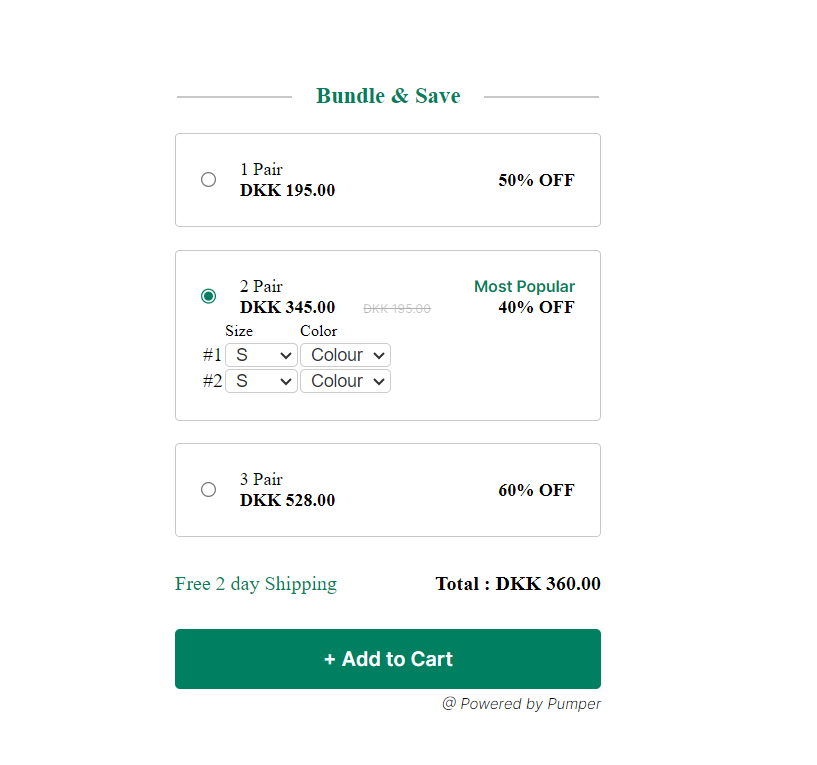 Bundle & Save
1 Pair
DKK 195.00
50% OFF
2 Pair
Most Popular
DKK 345.00 DKK 195.00 40% OFF
Size Color
#1 S Colour
#2 S Colour
3 Pair
DKK 528.00
60% OFF
Free 2 day Shipping Total : DKK 360.00
+ Add to Cart
@ Powered by Pumper